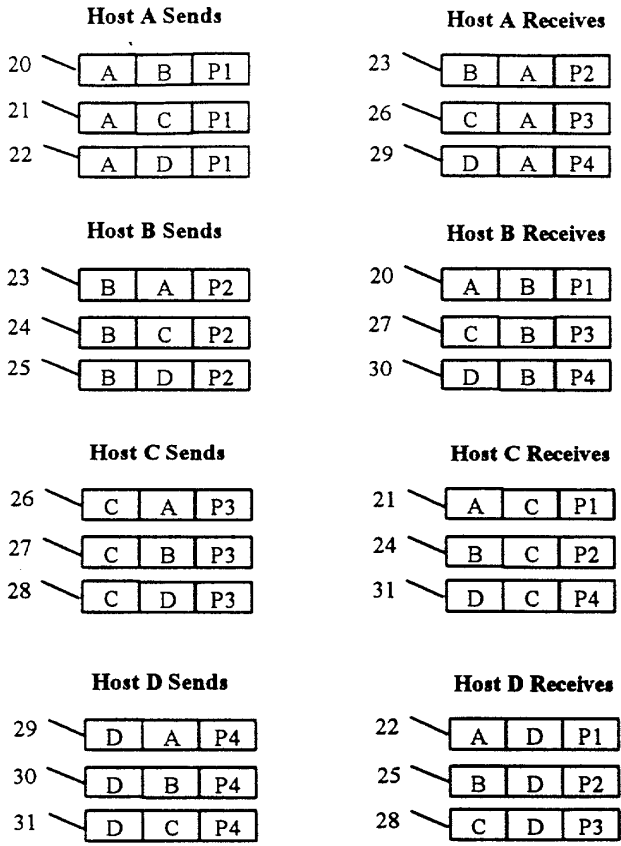 Host A Sends
20 A B P1
21 A C P1
22 A D P1
Host A Receives
23 B A P2
26 C A P3
29 D A P4
Host B Sends
23 B A P2
24 B C P2
25 B D P2
Host B Receives
20 A B P1
27 C B P3
30 D B P4
Host C Sends
26 C A P3
27 C B P3
28 C D P3
Host C Receives
21 A C P1
24 B C P2
31 D C P4
Host D Sends
29 D A P4
30 D B P4
31 D C P4
Host D Receives
22 A D P1
25 B D P2
28 C D P3